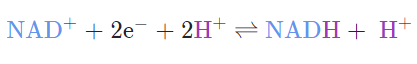 NAD⁺ + 2e⁻ + 2H⁺ ⇌ NADH + H⁺